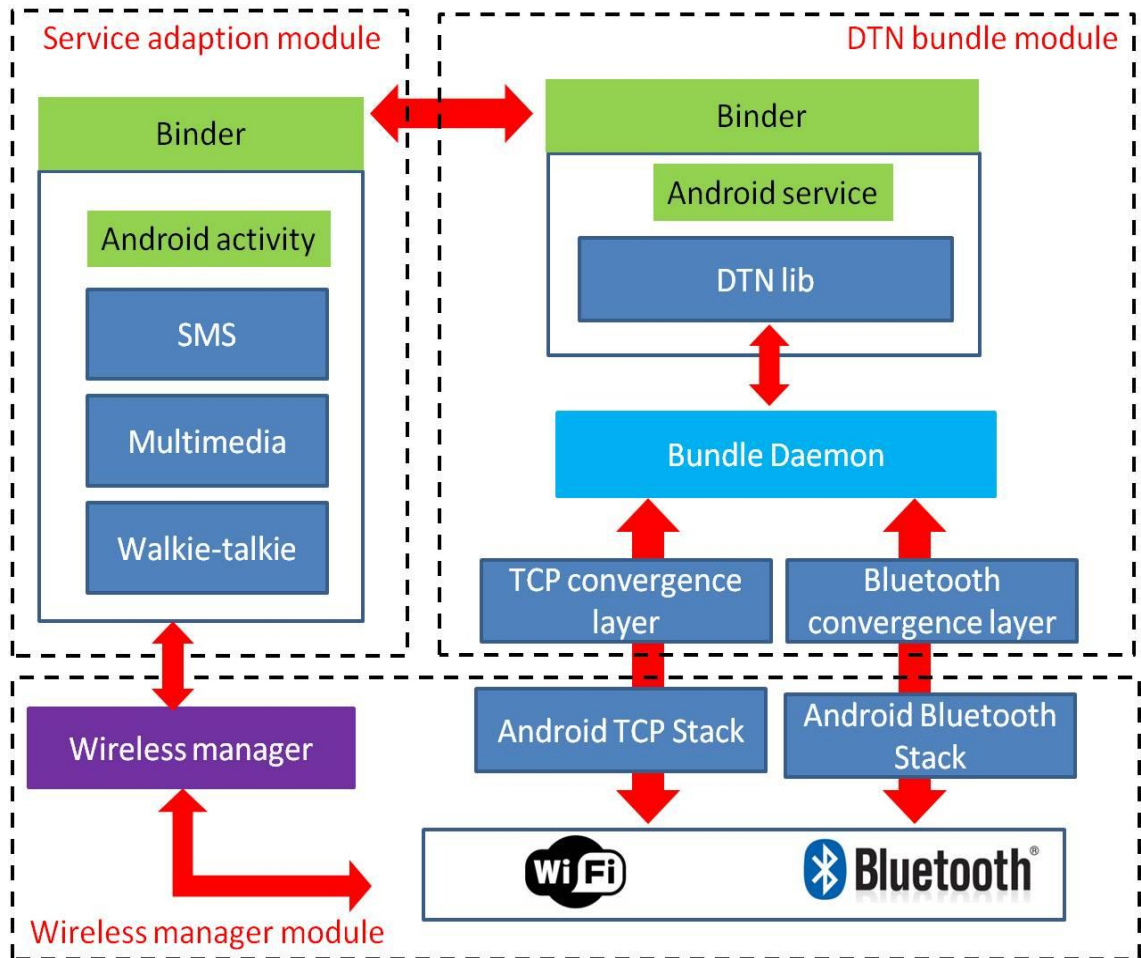 Service adaption module
DTN bundle module
Binder
Android activity
SMS
Multimedia
Walkie-talkie
Binder
Android service
DTN lib
Bundle Daemon
TCP convergence
layer
Bluetooth
convergence layer
Wireless manager
Android TCP Stack
Android Bluetooth
Stack
Wi Fi
Bluetooth®
Wireless manager module